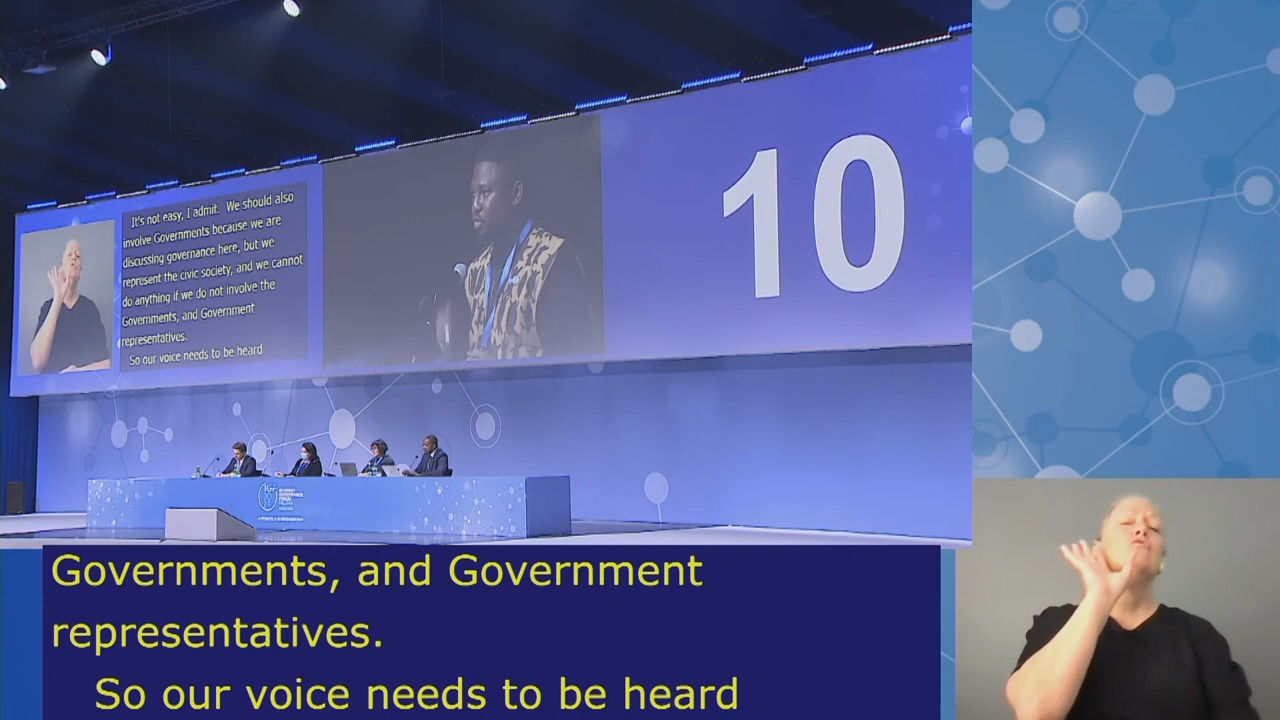 It's not easy, I admit. We should also
involve Governments because we are
discussing governance here, but we
represent the civic society, and we cannot
do anything if we do not involve the
Governments, and Government
representatives.
So our voice needs to be heard
10
Governments, and Government
representatives.
So our voice needs to be heard